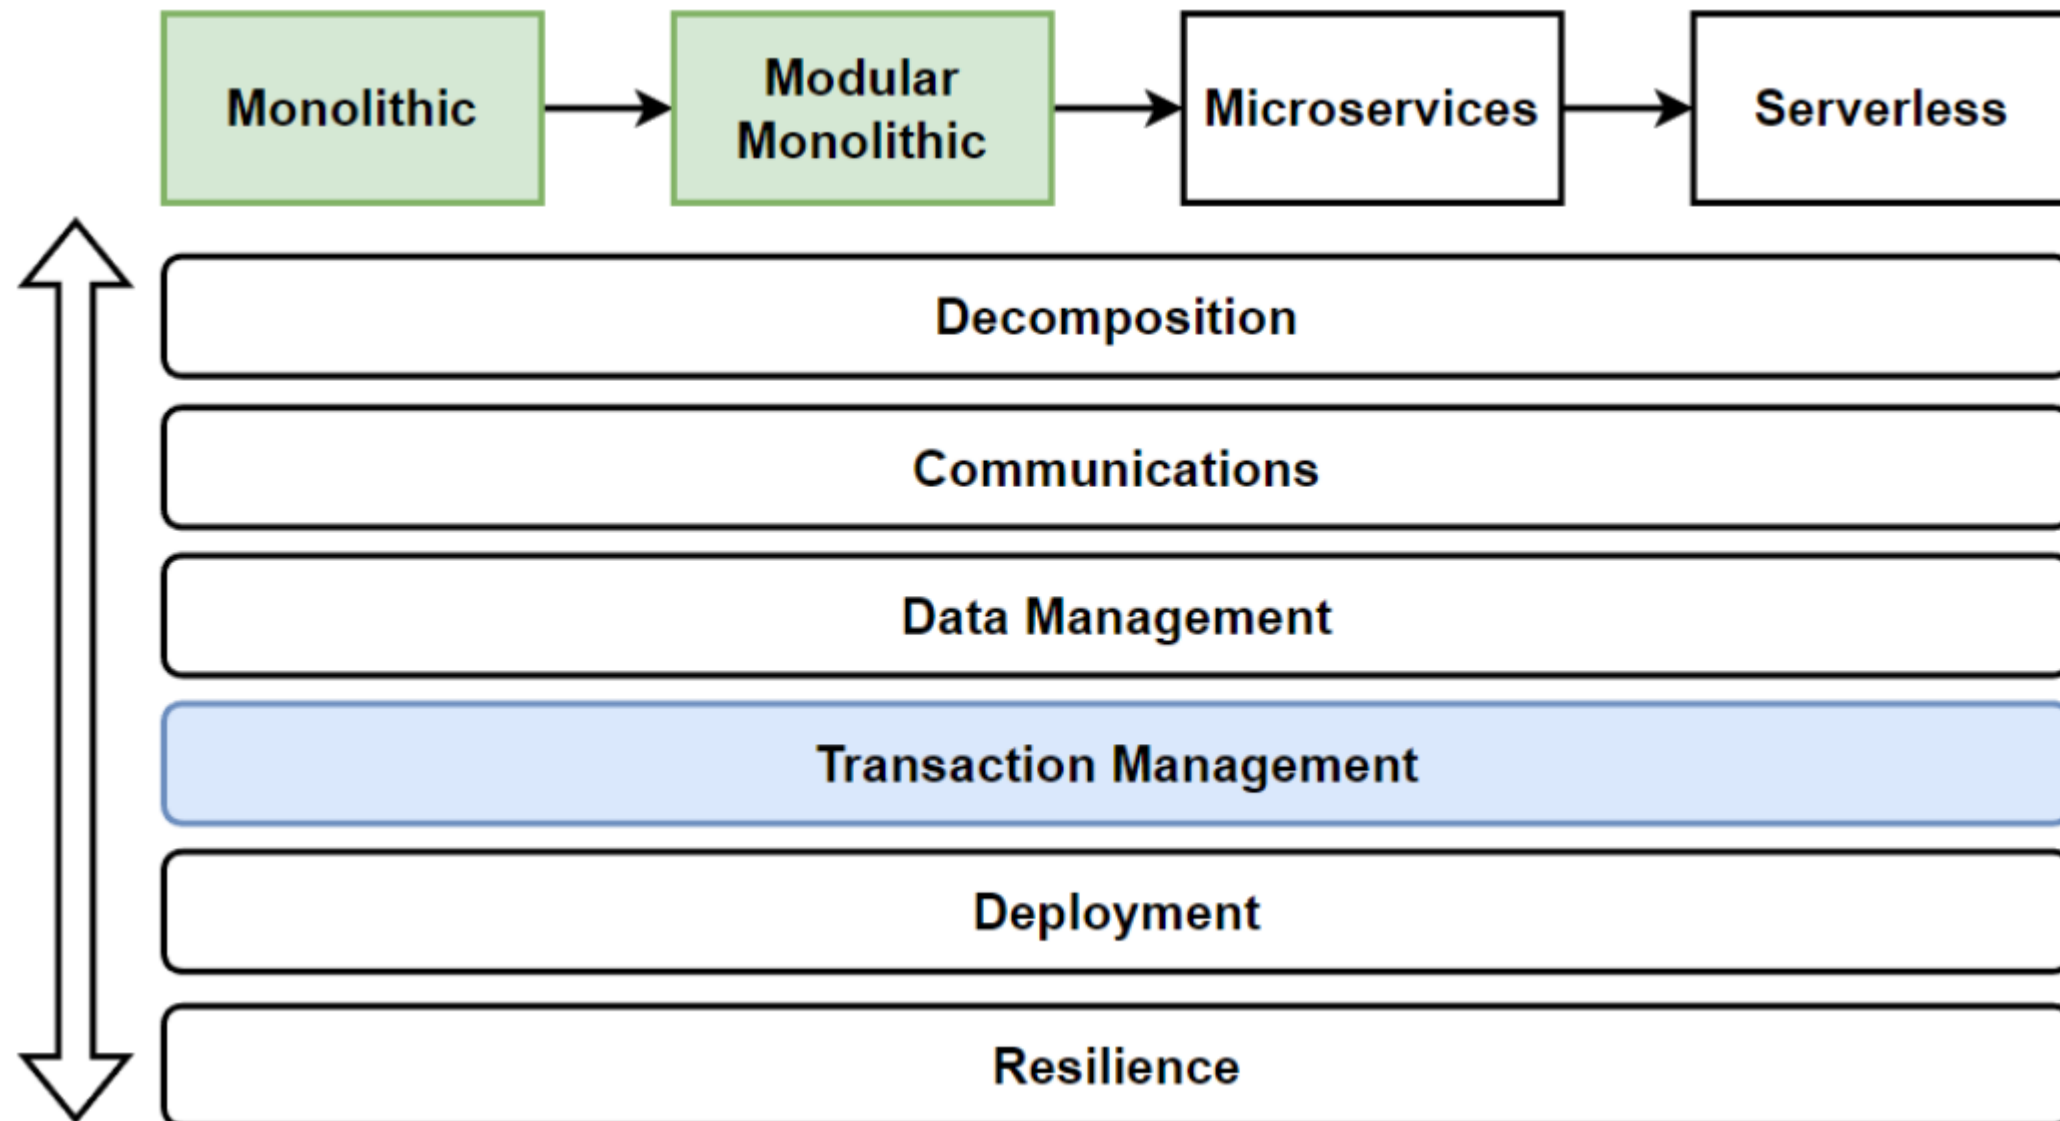 Monolithic
Modular
Monolithic
Microservices
Serverless
Decomposition
Communications
Data Management
Transaction Management
Deployment
Resilience